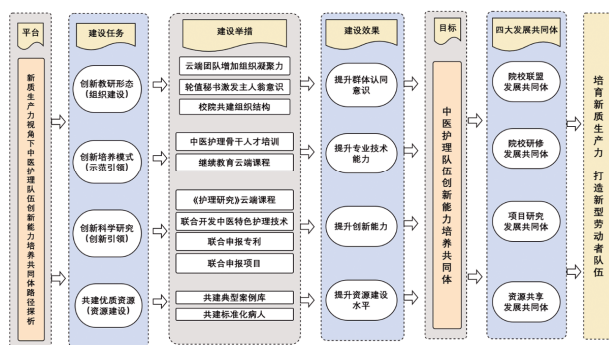 平台
新质生产力视角下中医护理队伍创新能力培养共同体路径探析
建设任务
创新教研形态
(组织建设)
创新培养模式
(示范引领)
创新科学研究
(创新引领)
共建优质资源
(资源建设)
建设举措
云端团队增加组织凝聚力
轮值秘书激发主人翁意识
校院共建组织结构
中医护理骨干人才培训
继续教育云端课程
《护理研究》云端课程
联合开发中医特色护理技术
联合申报专利
联合申报项目
共建典型案例库
共建标准化病人
建设效果
提升群体认同
意识
提升专业技术
能力
提升创新能力
提升资源建设
水平
目标
中医护理队伍创新能力培养共同体
四大发展共同体
院校联盟
发展共同体
院校研修
发展共同体
项目研究
发展共同体
资源共享
发展共同体
培育新质生产力 打造新型劳动者队伍